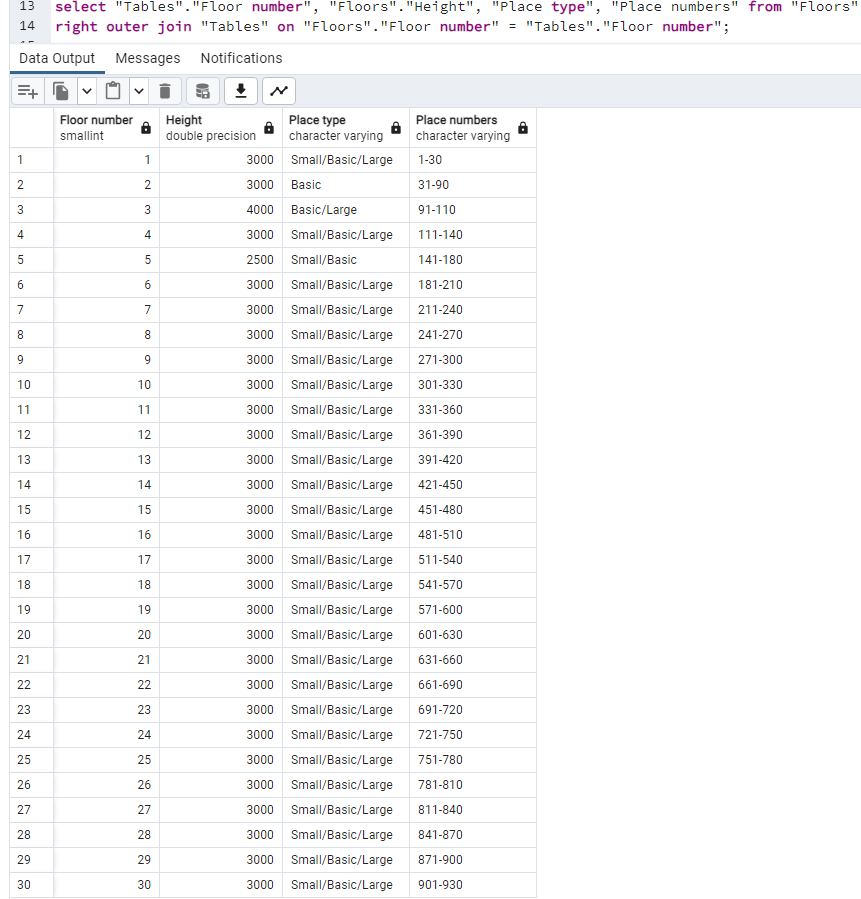 13 select "Tables"."Floor number", "Floors"."Height", "Place type", "Place numbers" from "Floors"
14 right outer join "Tables" on "Floors"."Floor number" = "Tables"."Floor number";
Data Output Messages Notifications
Floor number Height Place type Place numbers
smallint double precision character varying character varying
1 1 3000 Small/Basic/Large 1-30
2 2 3000 Basic 31-90
3 3 4000 Basic/Large 91-110
4 4 3000 Small/Basic/Large 111-140
5 5 2500 Small/Basic 141-180
6 6 3000 Small/Basic/Large 181-210
7 7 3000 Small/Basic/Large 211-240
8 8 3000 Small/Basic/Large 241-270
9 9 3000 Small/Basic/Large 271-300
10 10 3000 Small/Basic/Large 301-330
11 11 3000 Small/Basic/Large 331-360
12 12 3000 Small/Basic/Large 361-390
13 13 3000 Small/Basic/Large 391-420
14 14 3000 Small/Basic/Large 421-450
15 15 3000 Small/Basic/Large 451-480
16 16 3000 Small/Basic/Large 481-510
17 17 3000 Small/Basic/Large 511-540
18 18 3000 Small/Basic/Large 541-570
19 19 3000 Small/Basic/Large 571-600
20 20 3000 Small/Basic/Large 601-630
21 21 3000 Small/Basic/Large 631-660
22 22 3000 Small/Basic/Large 661-690
23 23 3000 Small/Basic/Large 691-720
24 24 3000 Small/Basic/Large 721-750
25 25 3000 Small/Basic/Large 751-780
26 26 3000 Small/Basic/Large 781-810
27 27 3000 Small/Basic/Large 811-840
28 28 3000 Small/Basic/Large 841-870
29 29 3000 Small/Basic/Large 871-900
30 30 3000 Small/Basic/Large 901-930